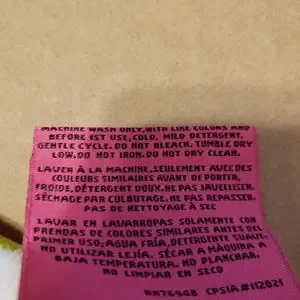 MACHINE WASH ONLY, WITH LIKE COLORS AND
BEFORE 1ST USE, COLD, MILD DETERGENT,
GENTLE CYCLE. DO NOT BLEACH. TUMBLE DRY
LOW. DO NOT IRON. DO NOT DRY CLEAN.
LAVER À LA MACHINE, SEULEMENT AVEC DES
COULEURS SIMILAIRES AVANT DE PORTER,
FROIDE, DÉTERGENT DOUX. NE PAS JAVELLISER.
SÉCHAGE PAR CULBUTAGE. NE PAS REPASSER.
PAS DE NETTOYAGE À SEC
LAVAR EN LAVARROPAS SOLAMENTE CON
PRENDAS DE COLORES SIMILARES ANTES DEL
PRIMER USO; AGUA FRÍA, DETERGENTE SUAVE.
NO UTILIZAR LEJÍA. SÉCAR A MÁQUINA A
BAJA TEMPERATURA. NO PLANCHAR.
NO LIMPIAR EN SECO
RN76968 CPSIA#112021